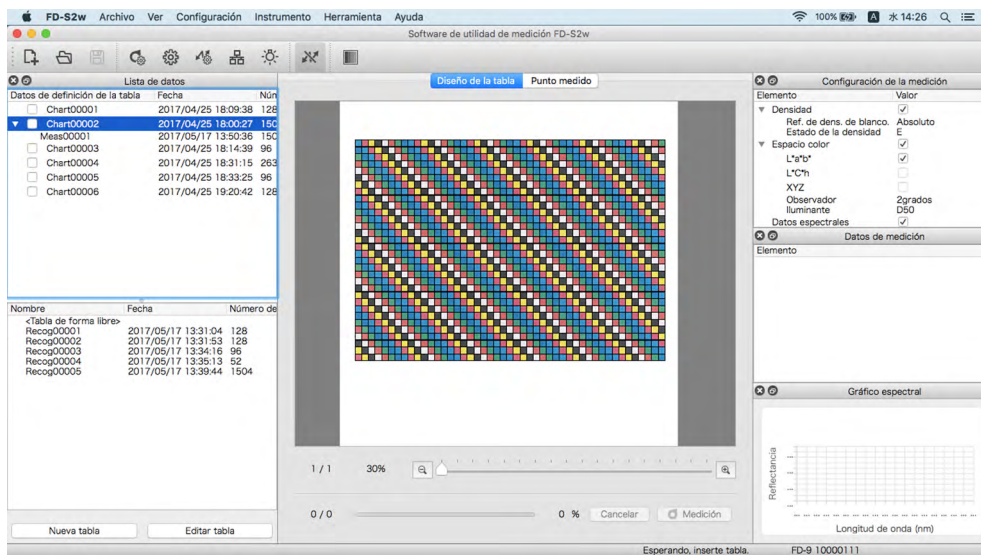 FD-S2w Archivo Ver Configuración Instrumento Herramienta Ayuda 100% A 水 14:26
Software de utilidad de medición FD-S2w
Lista de datos
Datos de definición de la tabla Fecha Núm
Chart00001 2017/04/25 18:09:38 128
Chart00002 2017/04/25 18:00:27 150
Meas00001 2017/05/17 13:50:36 150
Chart00003 2017/04/25 18:14:39 96
Chart00004 2017/04/25 18:31:15 263
Chart00005 2017/04/25 18:33:25 96
Chart00006 2017/04/25 19:20:42 128
Nombre Fecha Número de
<Tabla de forma libre>
Recog00001 2017/05/17 13:31:04 128
Recog00002 2017/05/17 13:31:53 128
Recog00003 2017/05/17 13:34:16 96
Recog00004 2017/05/17 13:35:13 52
Recog00005 2017/05/17 13:39:44 1504
Nueva tabla Editar tabla
Diseño de la tabla Punto medido
1 / 1 30%
0 / 0 0 % Cancelar Medición
Configuración de la medición
Elemento Valor
Densidad
Ref. de dens. de blanco. Absoluto
Estado de la densidad E
Espacio color
L*a*b*
L*C*h
XYZ
Observador 2grados
Iluminante D50
Datos espectrales
Datos de medición
Elemento
Gráfico espectral
Reflectancia
Longitud de onda (nm)
Esperando, inserte tabla. FD-9 10000111